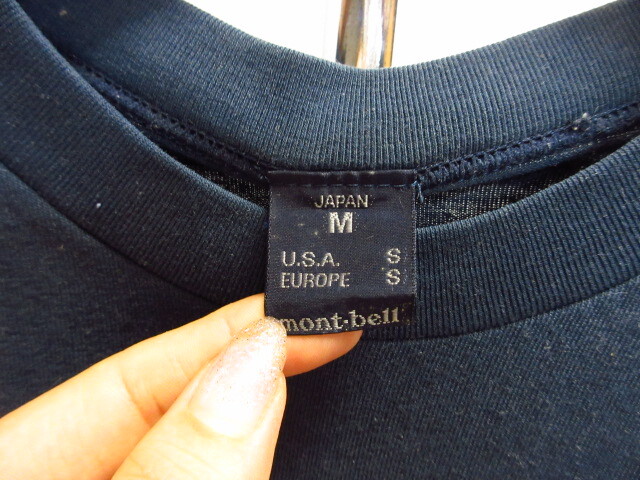 JAPAN
M
U.S.A. S
EUROPE S
mont-bell